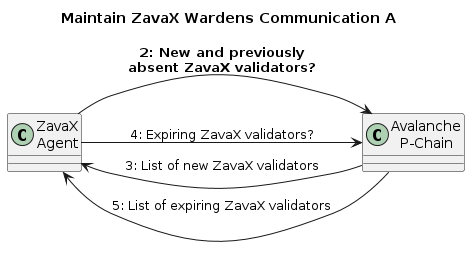 Maintain ZavaX Wardens Communication A
2: New and previously
absent ZavaX validators?
C
ZavaX
Agent
C
Avalanche
P-Chain
4: Expiring ZavaX validators?
3: List of new ZavaX validators
5: List of expiring ZavaX validators